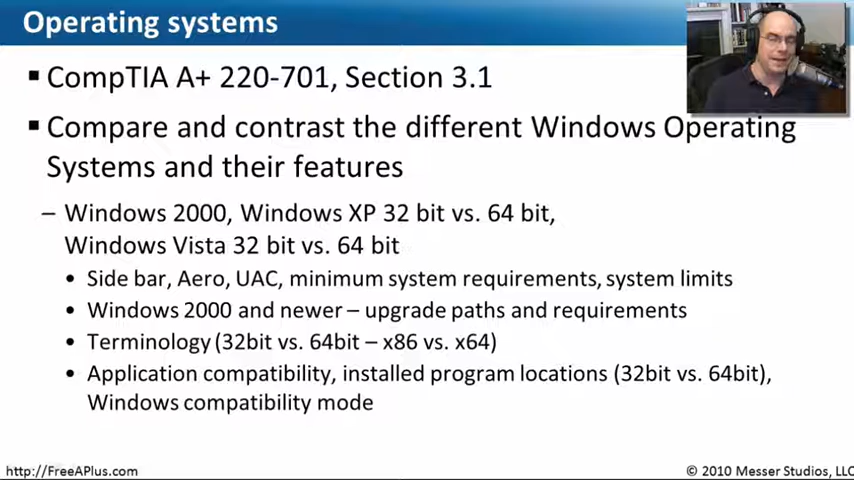 Operating systems
▪ CompTIA A+ 220-701, Section 3.1
▪ Compare and contrast the different Windows Operating
Systems and their features
– Windows 2000, Windows XP 32 bit vs. 64 bit,
Windows Vista 32 bit vs. 64 bit
• Side bar, Aero, UAC, minimum system requirements, system limits
• Windows 2000 and newer – upgrade paths and requirements
• Terminology (32bit vs. 64bit – x86 vs. x64)
• Application compatibility, installed program locations (32bit vs. 64bit),
Windows compatibility mode
http://FreeAPlus.com
© 2010 Messer Studios, LLC